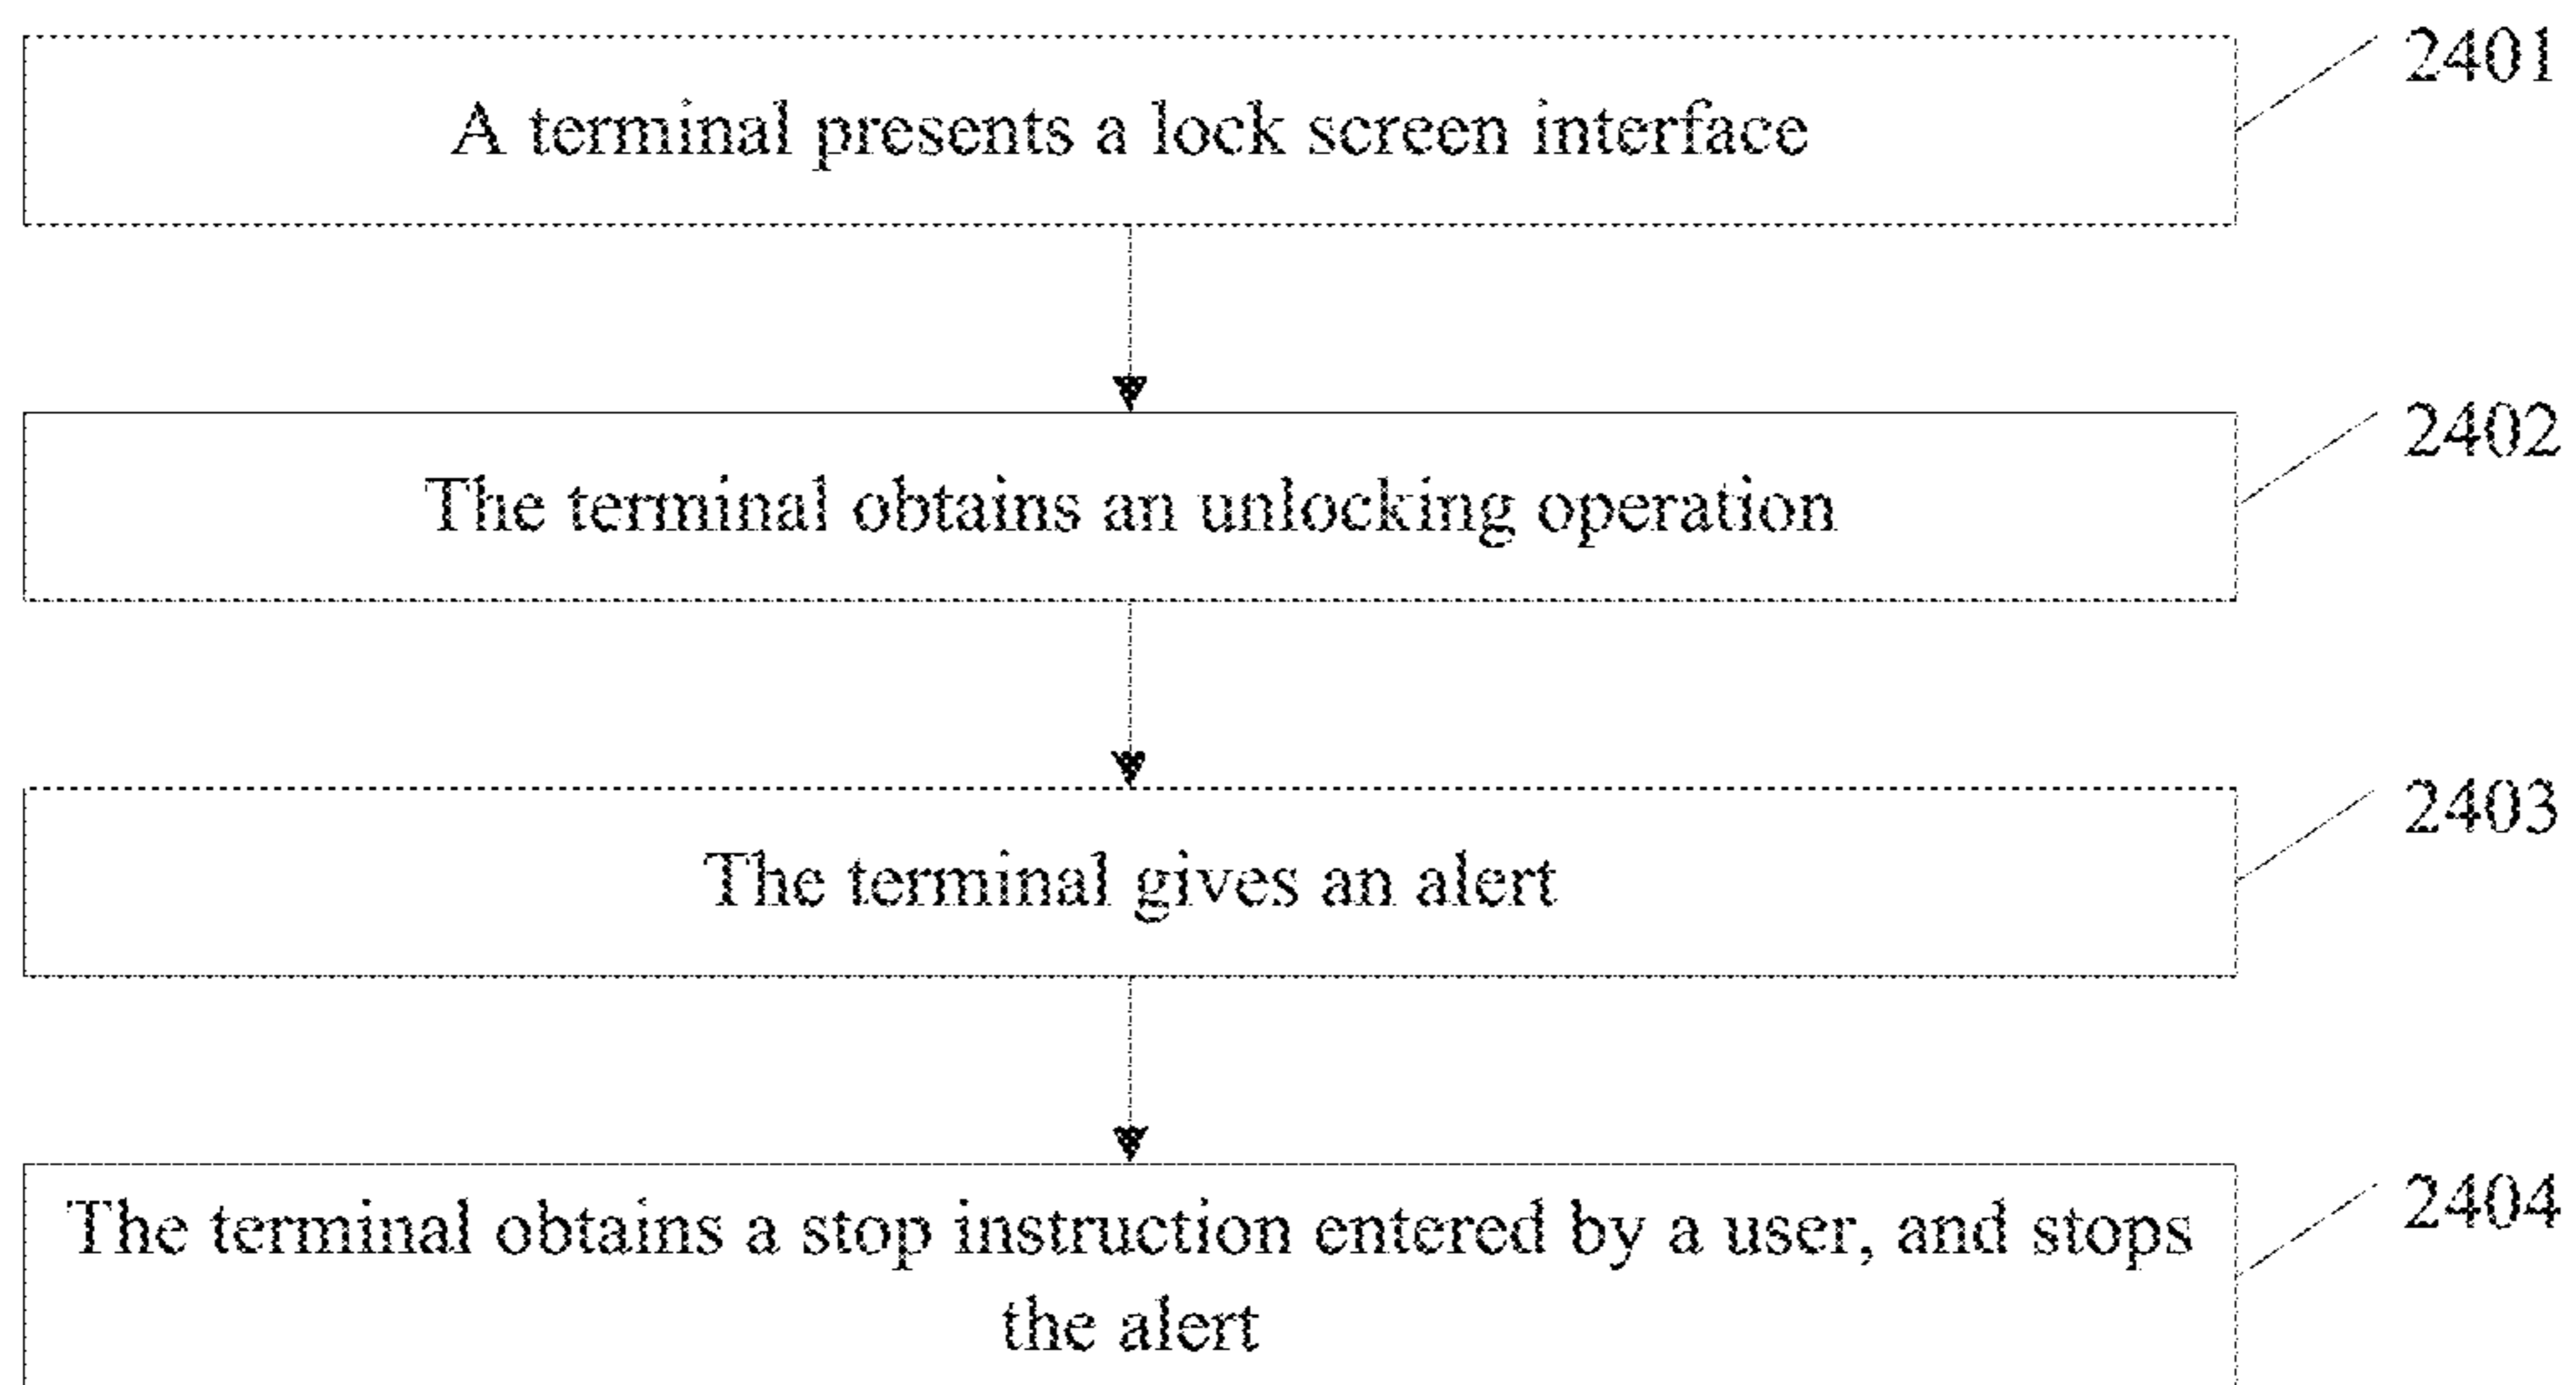 2401
A terminal presents a lock screen interface
2402
The terminal obtains an unlocking operation
2403
The terminal gives an alert
2404
The terminal obtains a stop instruction entered by a user, and stops
the alert